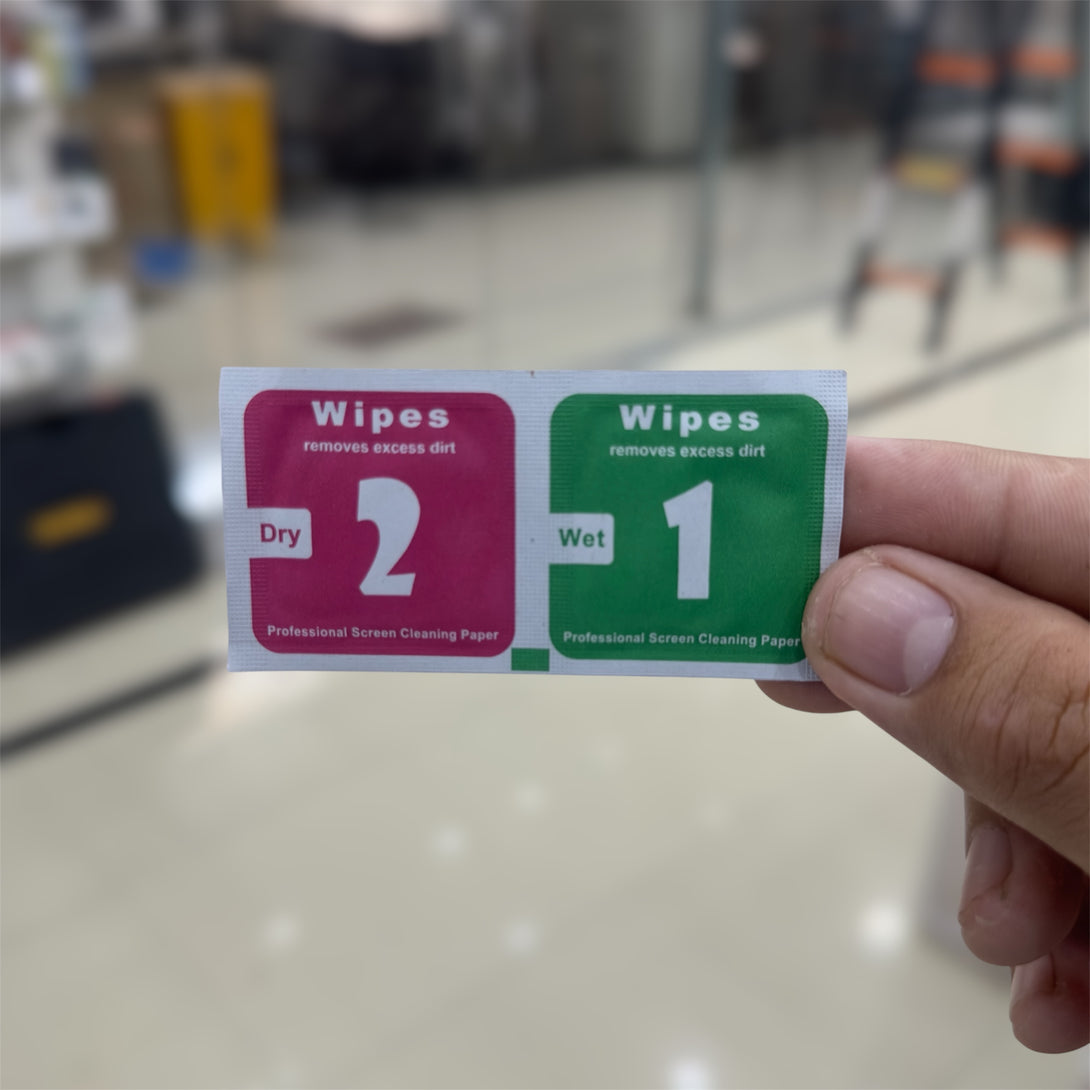 Wipes
removes excess dirt
Dry
2
Professional Screen Cleaning Paper
Wipes
removes excess dirt
Wet
1
Professional Screen Cleaning Paper